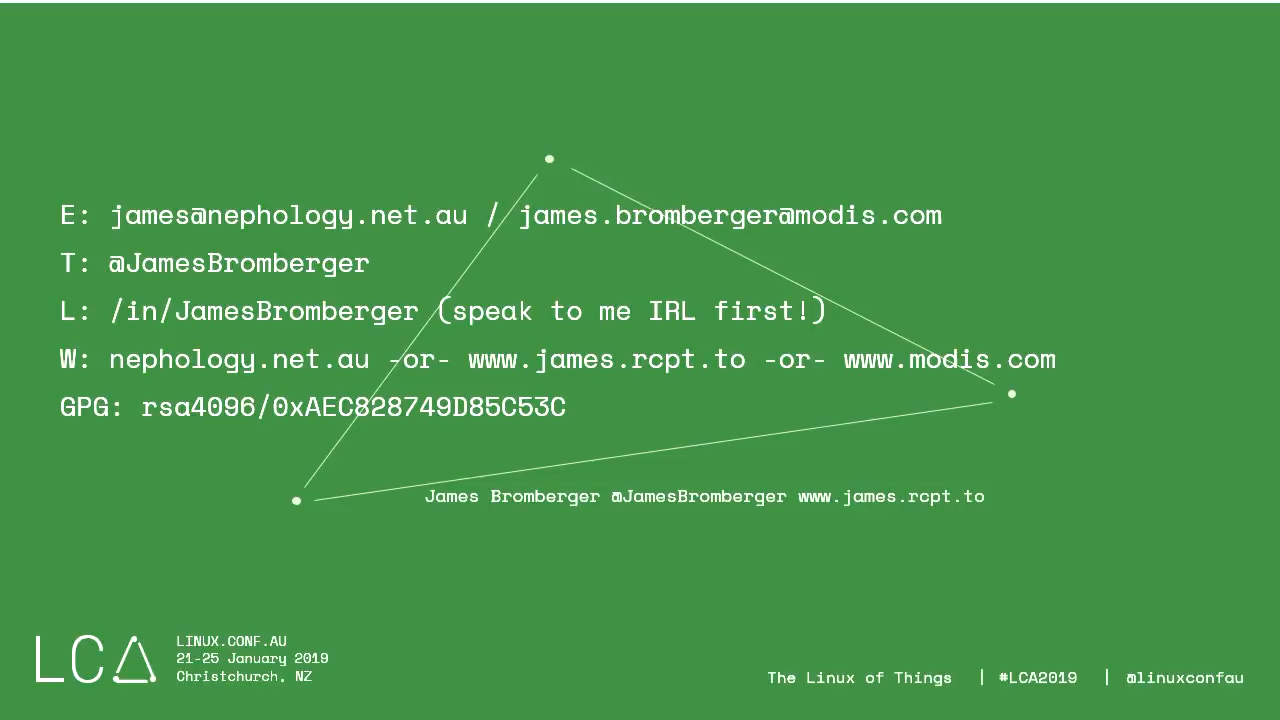 E: james@nephology.net.au / james.bromberger@modis.com
T: @JamesBromberger
L: /in/JamesBromberger (speak to me IRL first!)
W: nephology.net.au -or- www.james.rcpt.to -or- www.modis.com
GPG: rsa4096/0xAEC828749D85C53C
James Bromberger @JamesBromberger www.james.rcpt.to
LCA
LINUX.CONF.AU
21-25 January 2019
Christchurch, NZ
The Linux of Things | #LCA2019 | @linuxconfau